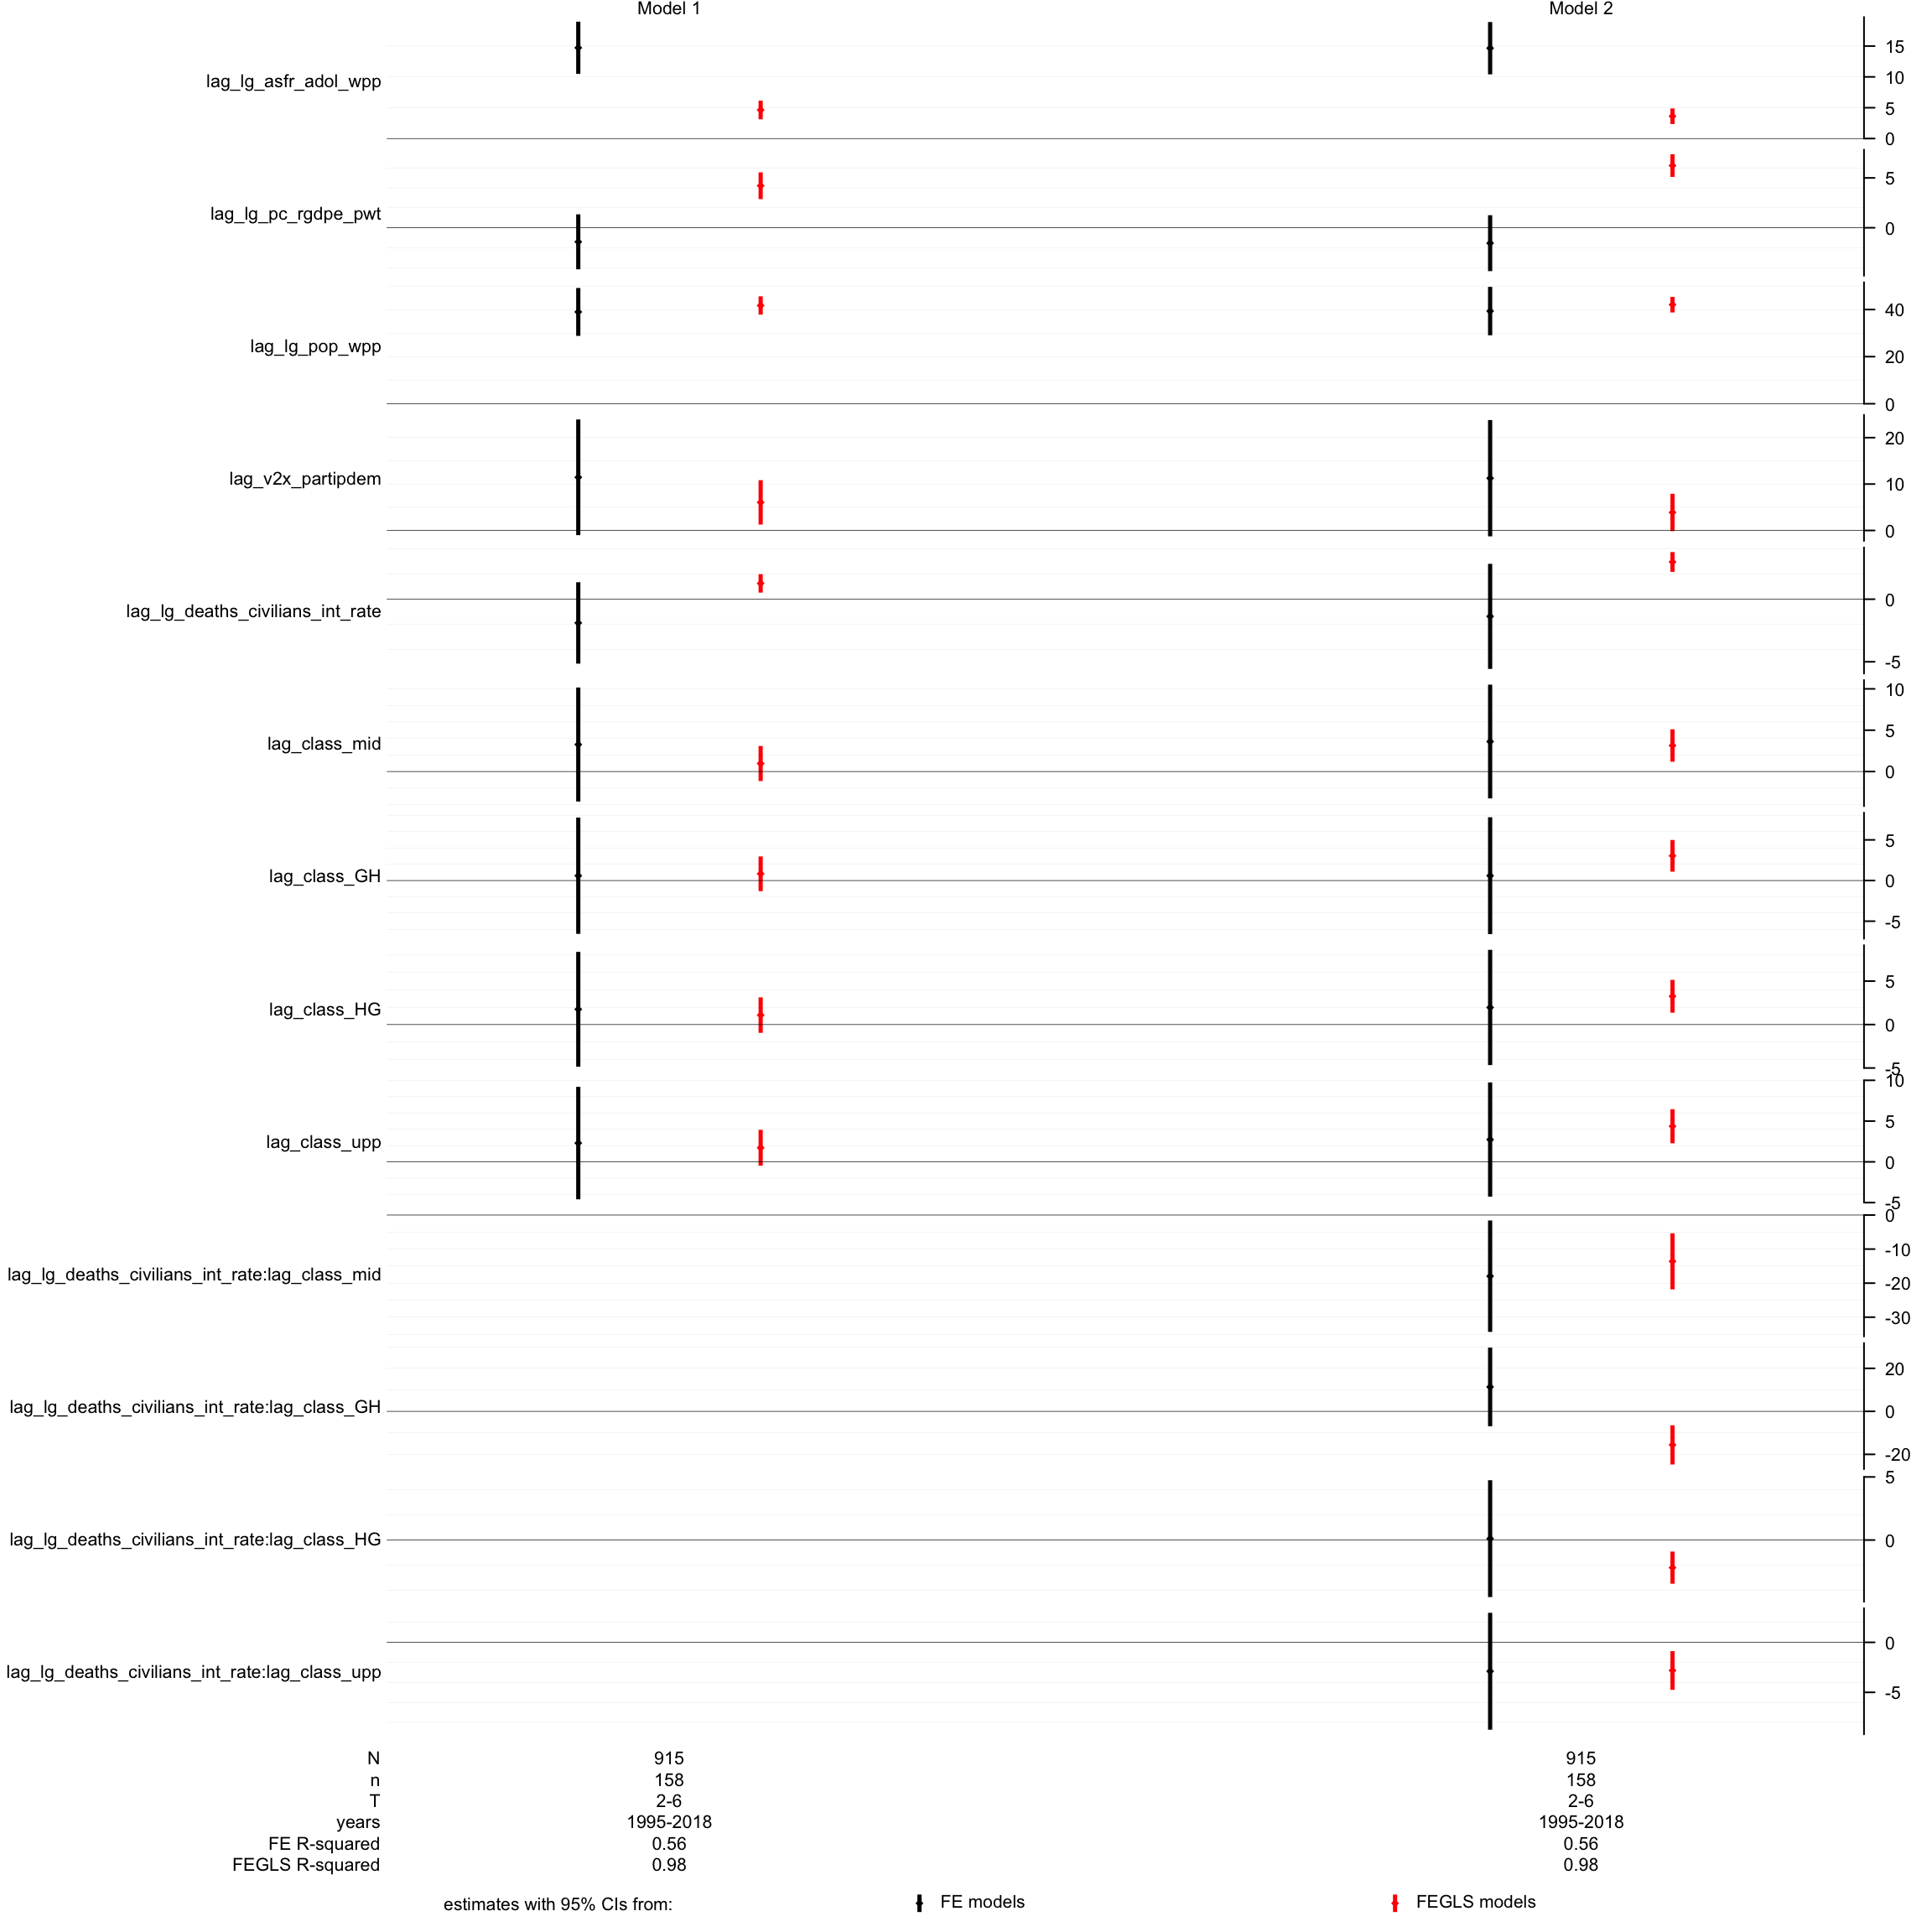 Model 1 Model 2
lag_lg_asfr_adol_wpp 15
10
5
0
lag_lg_pc_rgdpe_pwt 5
0
lag_lg_pop_wpp 40
20
0
lag_v2x_partipdem 20
10
0
lag_lg_deaths_civilians_int_rate 0
-5
lag_class_mid 10
5
0
lag_class_GH 5
0
-5
lag_class_HG 5
0
-5
lag_class_upp 10
5
0
-5
lag_lg_deaths_civilians_int_rate:lag_class_mid 0
-10
-20
-30
lag_lg_deaths_civilians_int_rate:lag_class_GH 20
0
-20
lag_lg_deaths_civilians_int_rate:lag_class_HG 5
0
lag_lg_deaths_civilians_int_rate:lag_class_upp 0
-5
N 915 915
n 158 158
T 2-6 2-6
years 1995-2018 1995-2018
FE R-squared 0.56 0.56
FEGLS R-squared 0.98 0.98
estimates with 95% CIs from: FE models FEGLS models